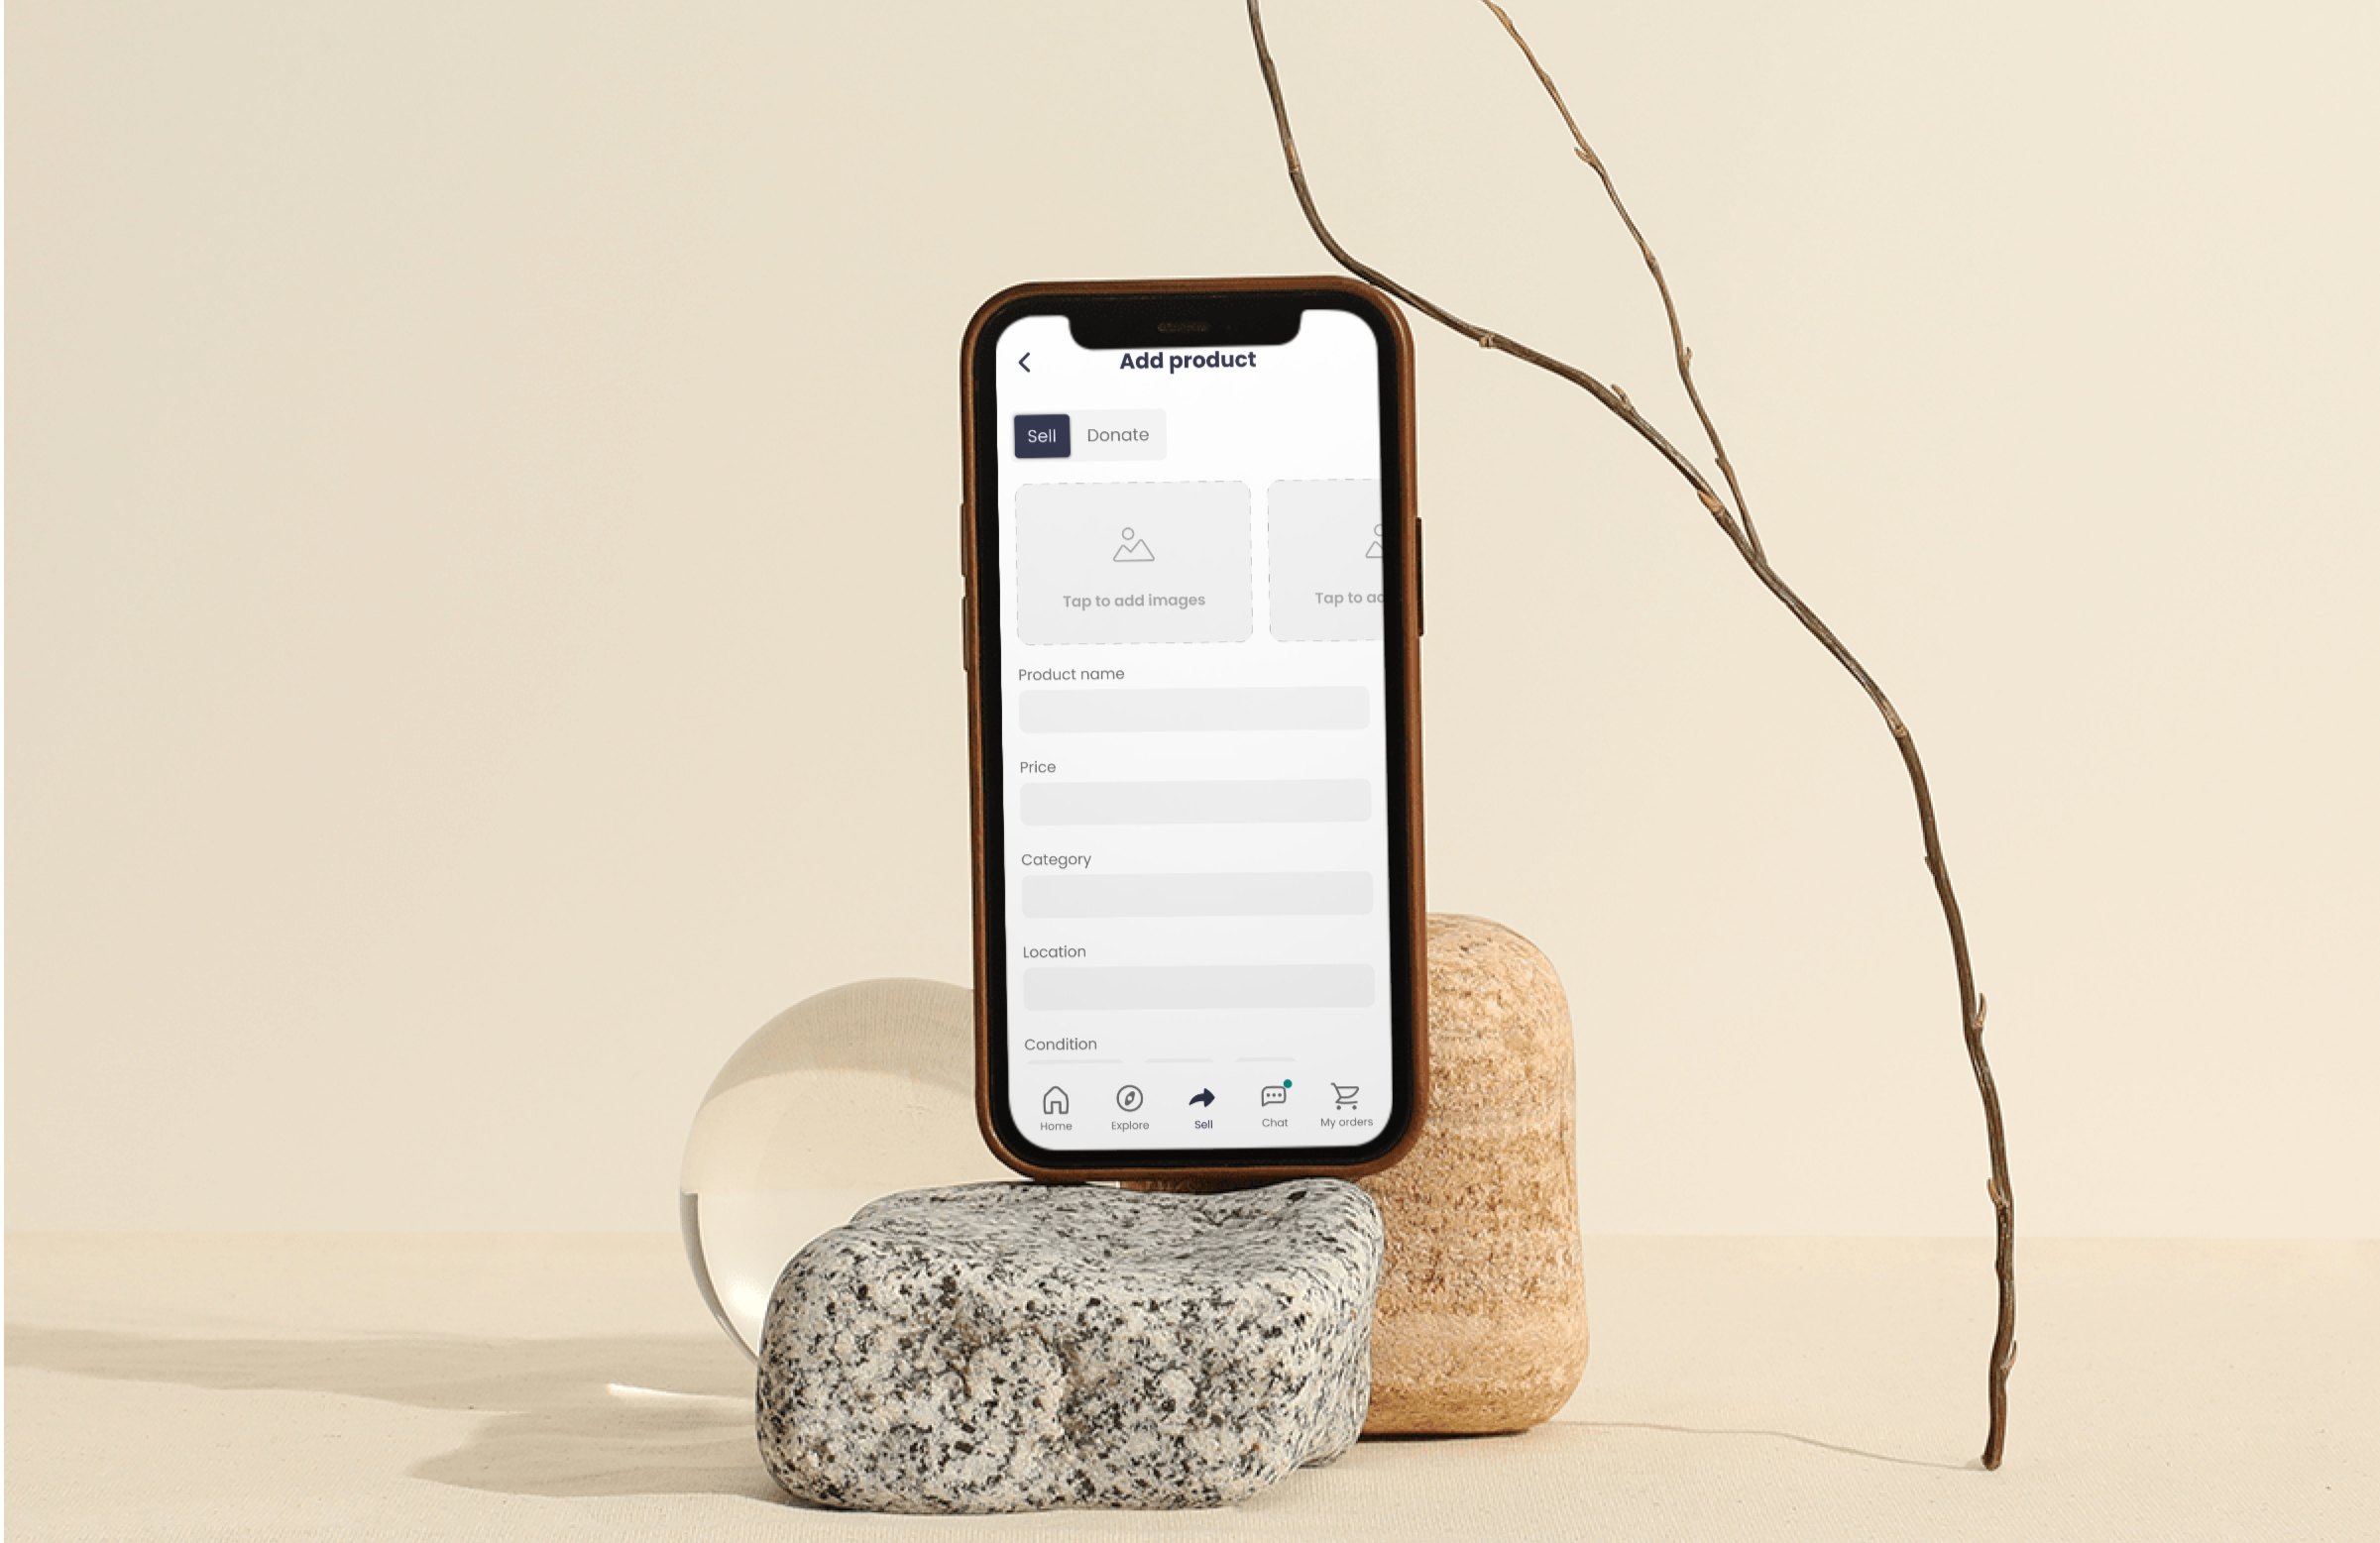 Add product
Sell Donate
Tap to add images
Tap to ad
Product name
Price
Category
Location
Condition
Home Explore Sell Chat My orders